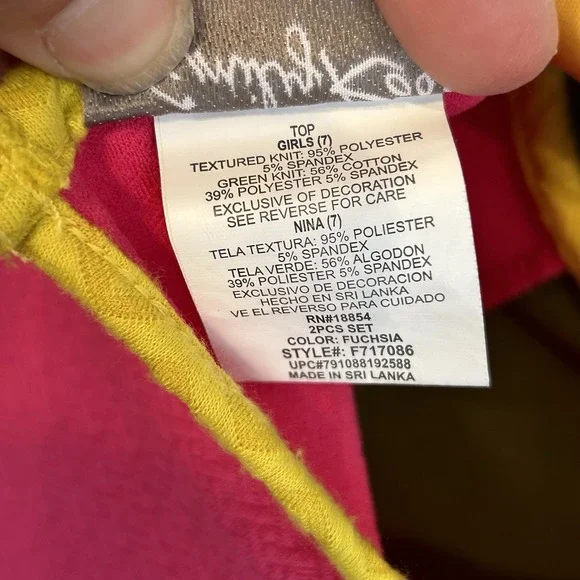 TOP
GIRLS (7)
TEXTURED KNIT: 95% POLYESTER
5% SPANDEX
GREEN KNIT: 56% COTTON
39% POLYESTER 5% SPANDEX
EXCLUSIVE OF DECORATION
SEE REVERSE FOR CARE
NINA (7)
TELA TEXTURA: 95% POLIESTER
5% SPANDEX
TELA VERDE: 56% ALGODON
39% POLIESTER 5% SPANDEX
EXCLUSIVO DE DECORACION
HECHO EN SRI LANKA
VE EL REVERSO PARA CUIDADO
RN#18854
2PCS SET
COLOR: FUCHSIA
STYLE#: F717086
UPC#791088192588
MADE IN SRI LANKA